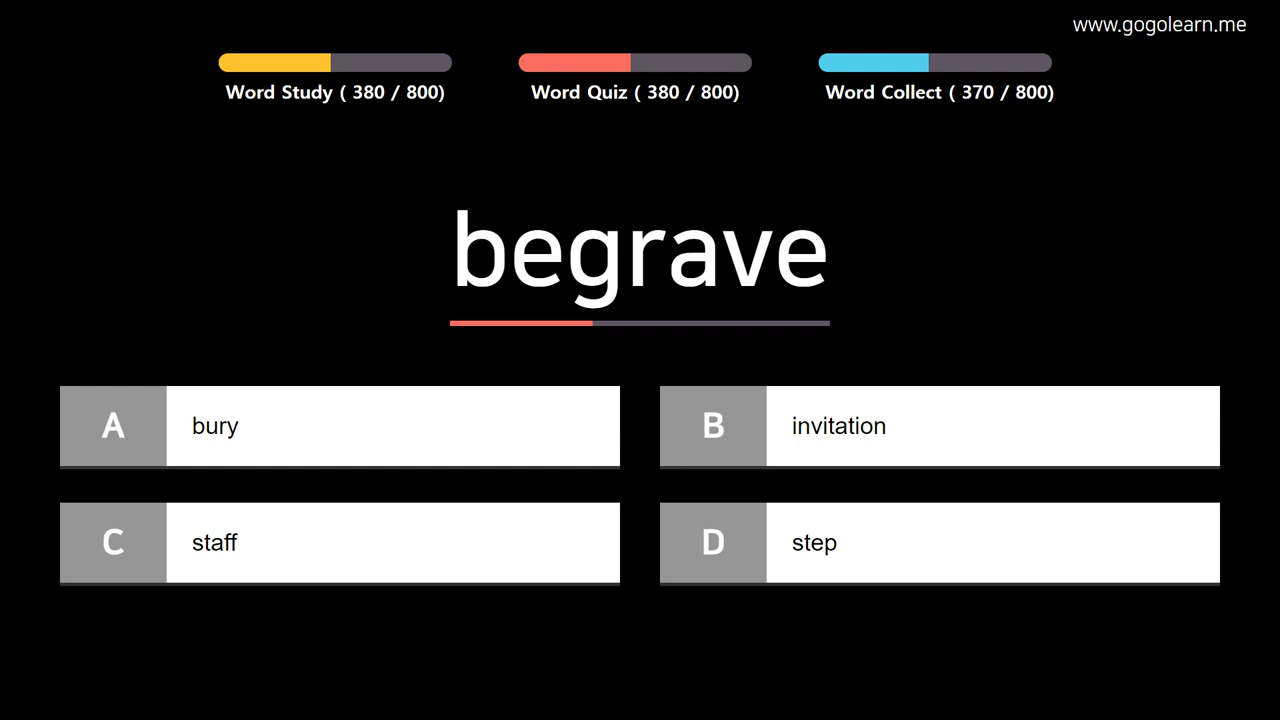 www.gogolearn.me
Word Study ( 380 / 800)
Word Quiz ( 380 / 800)
Word Collect ( 370 / 800)
begrave
A bury
B invitation
C staff
D step